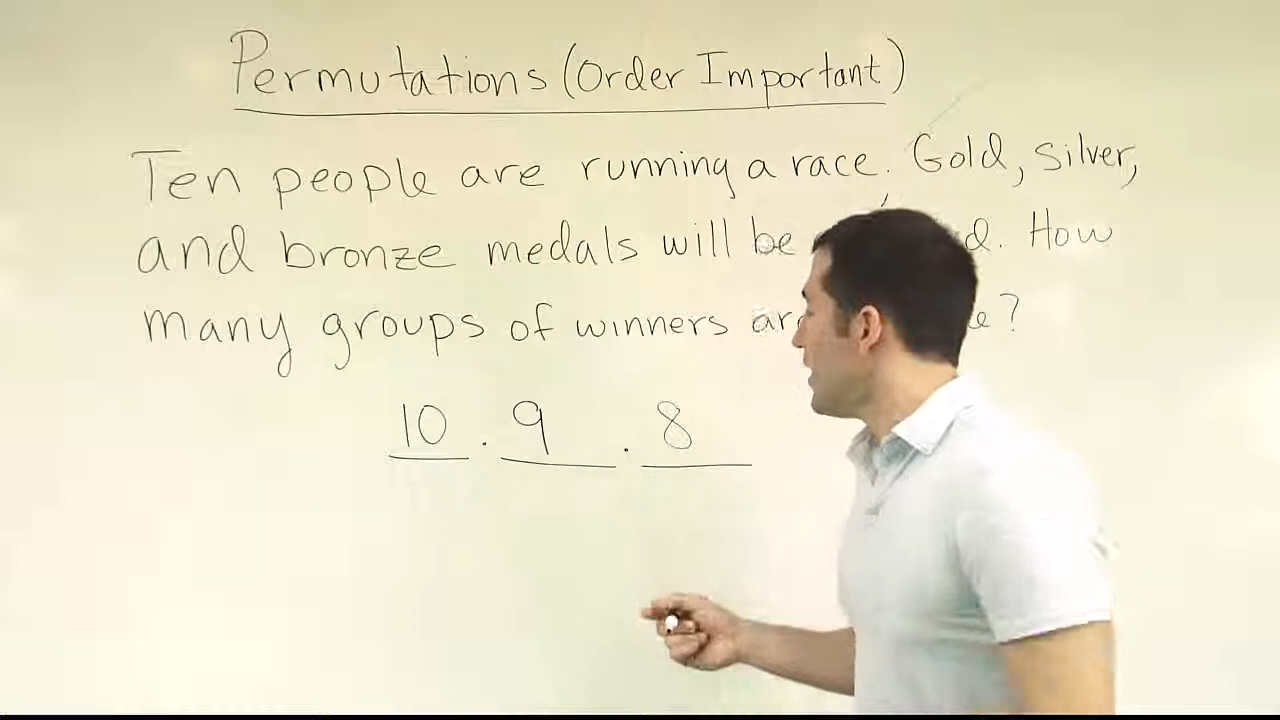 Permutations (Order Important)
Ten people are running a race. Gold, silver,
and bronze medals will be How
many groups of winners
10 . 9 . 8